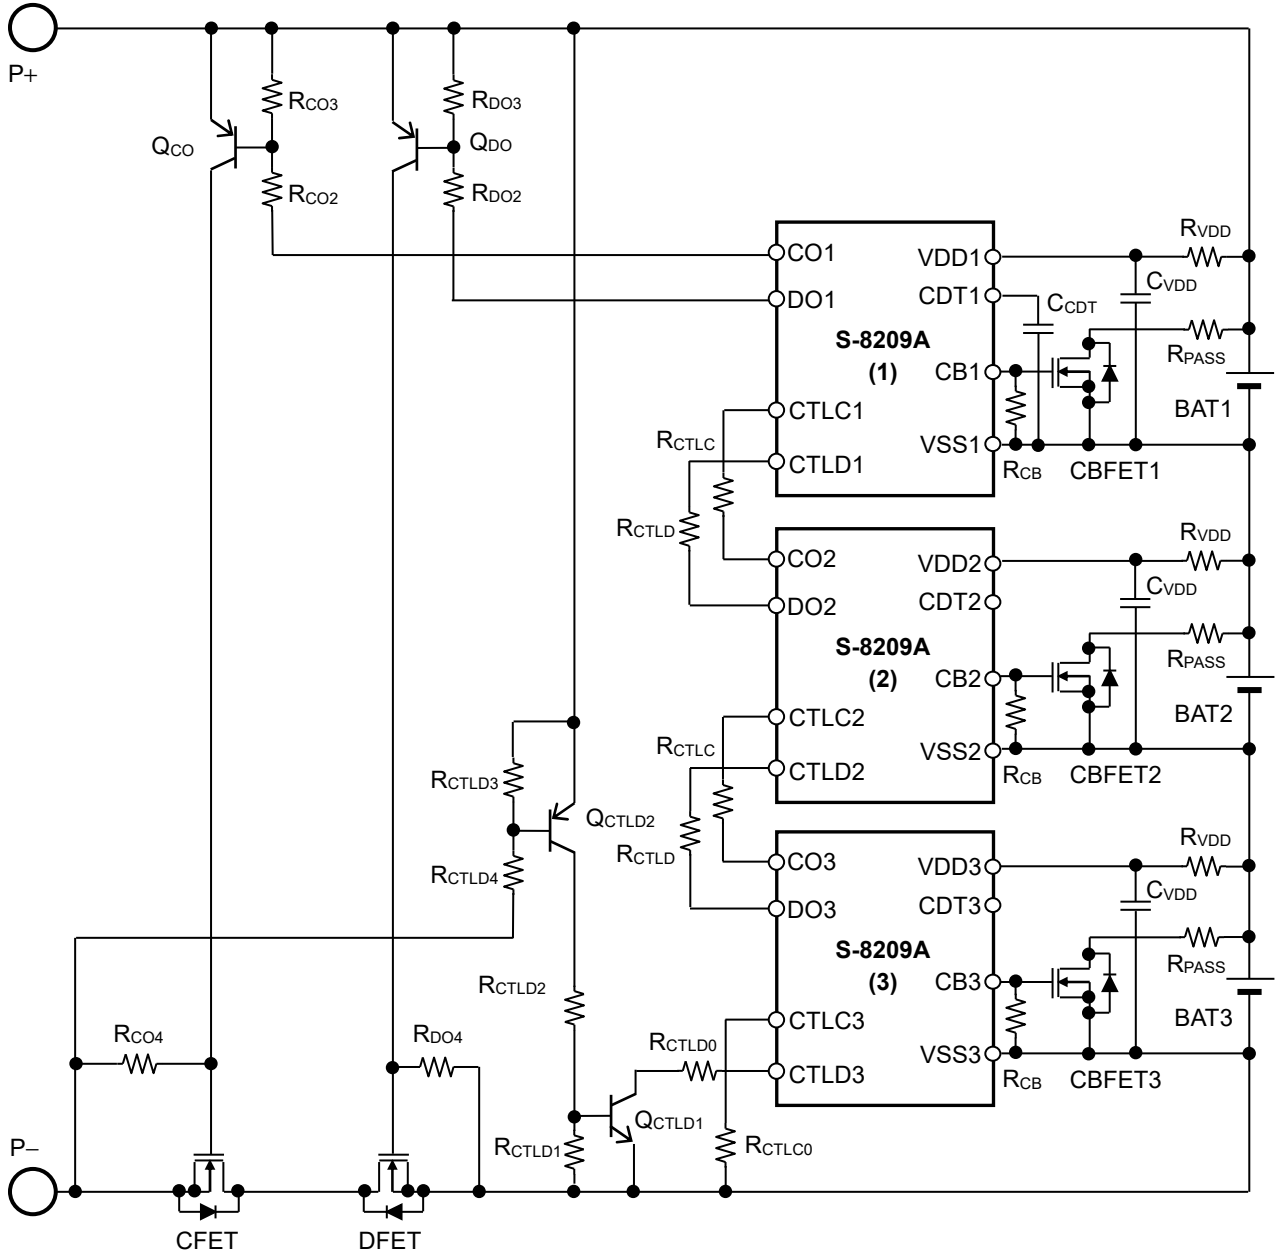 P+
RCO3
RDO3
QCO
QDO
RCO2
RDO2
RVDD
CO1
VDD1
CVDD
DO1
CDT1
CCDT
S-8209A
RPASS
(1)
CB1
BAT1
CTLC1
RCTLC
VSS1
CTLD1
RCB
CBFET1
RCTLD
RVDD
CO2
VDD2
CVDD
DO2
CDT2
S-8209A
RPASS
(2)
CB2
BAT2
CTLC2
RCTLC
VSS2
CTLD2
RCB
CBFET2
RCTLD3
QCTLD2
RCTLD
RVDD
CO3
VDD3
RCTLD4
CVDD
DO3
CDT3
S-8209A
RPASS
(3)
CB3
RCTLD2
BAT3
CTLC3
RCO4
RDO4
RCTLD0
VSS3
CTLD3
RCB
CBFET3
QCTLD1
P−
RCTLD1
RCTLC0
CFET
DFET